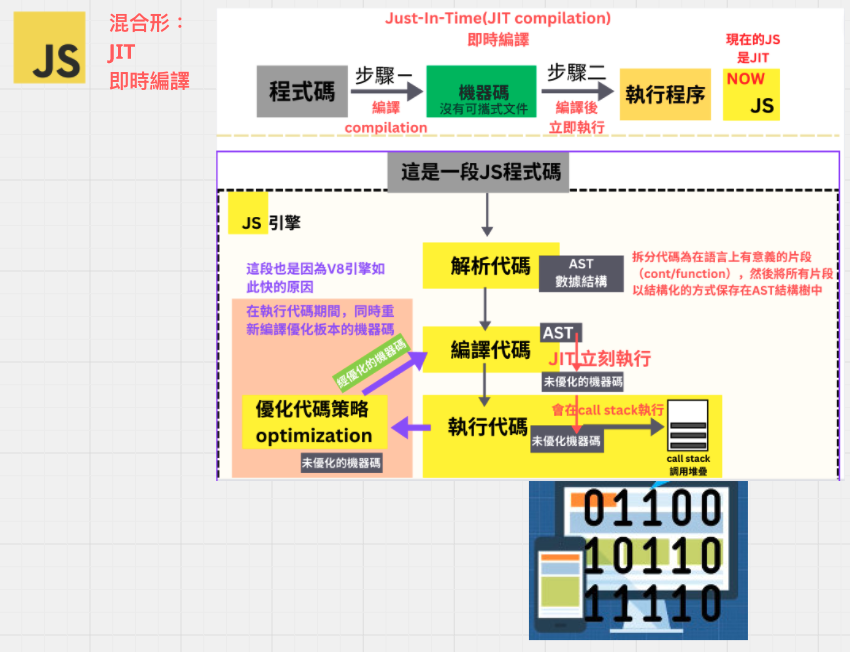 JS
混合形：
JIT
即時編譯
Just-In-Time(JIT compilation)
即時編譯
程式碼
步驟一
編譯
compilation
機器碼
沒有可攜式文件
步驟二
編譯後
立即執行
執行程序
現在的JS
是JIT
NOW
JS
這是一段JS程式碼
JS 引擎
這段也是因為V8引擎如
此快的原因
在執行代碼期間，同時重
新編譯優化板本的機器碼
解析代碼
AST
數據結構
拆分代碼為在語言上有意義的片段
（cont/function），然後將所有片段
以結構化的方式保存在AST結構樹中
經優化的機器碼
編譯代碼
AST
JIT立刻執行
未優化的機器碼
優化代碼策略
optimization
未優化的機器碼
執行代碼
會在call stack執行
未優化機器碼
call stack
調用堆疊
01100
10110
11110